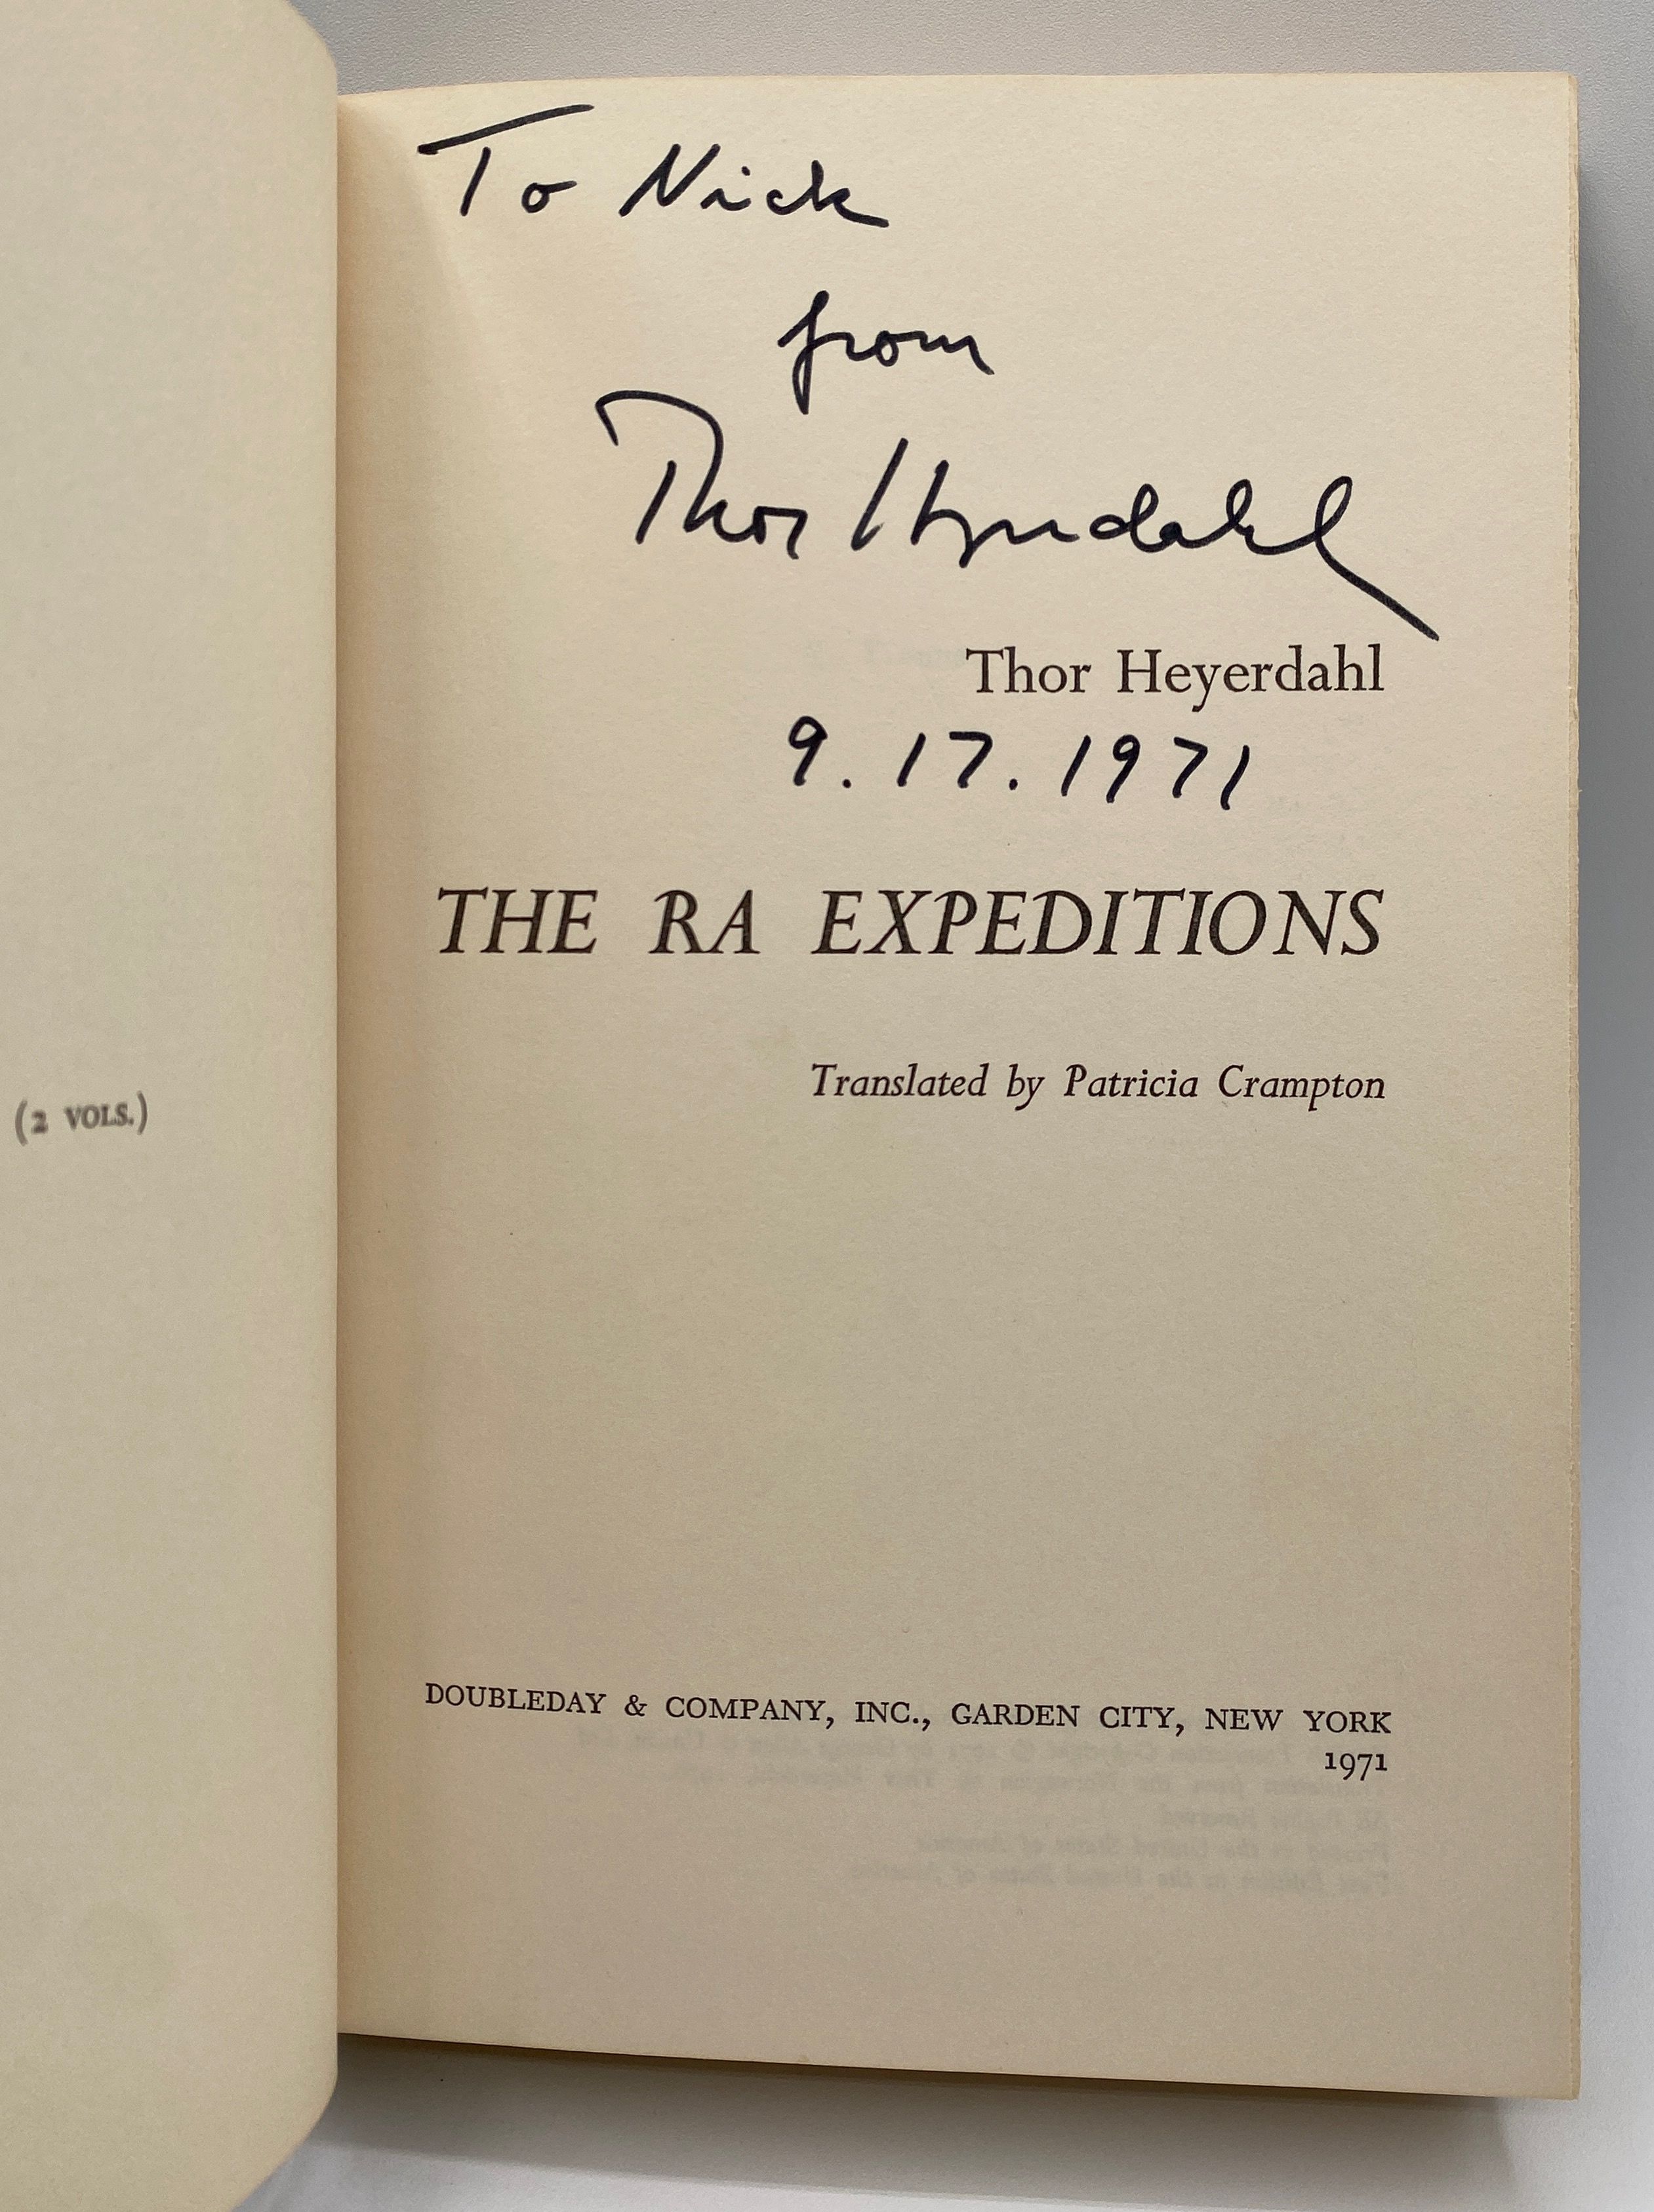 (2 VOLS.)
To Nick
from
Thor Heyerdahl
Thor Heyerdahl
9.17.1971
THE RA EXPEDITIONS
Translated by Patricia Crampton
DOUBLEDAY & COMPANY, INC., GARDEN CITY, NEW YORK
1971